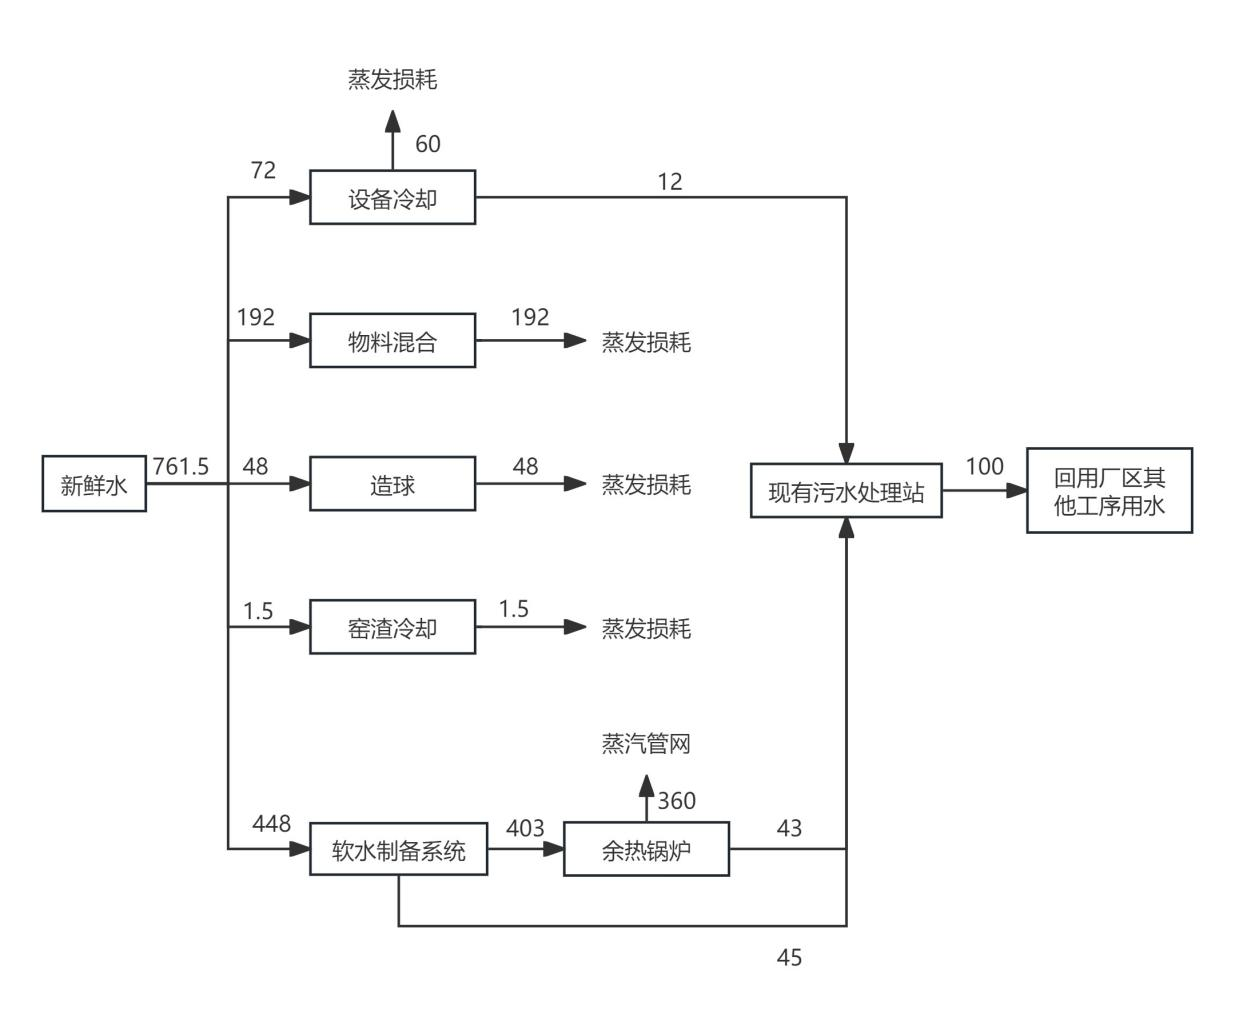 蒸发损耗
60
72
设备冷却
12
192
物料混合
192
蒸发损耗
新鲜水
761.5
48
造球
48
蒸发损耗
现有污水处理站
100
回用厂区其
他工序用水
1.5
窑渣冷却
1.5
蒸发损耗
蒸汽管网
360
448
软水制备系统
403
余热锅炉
43
45